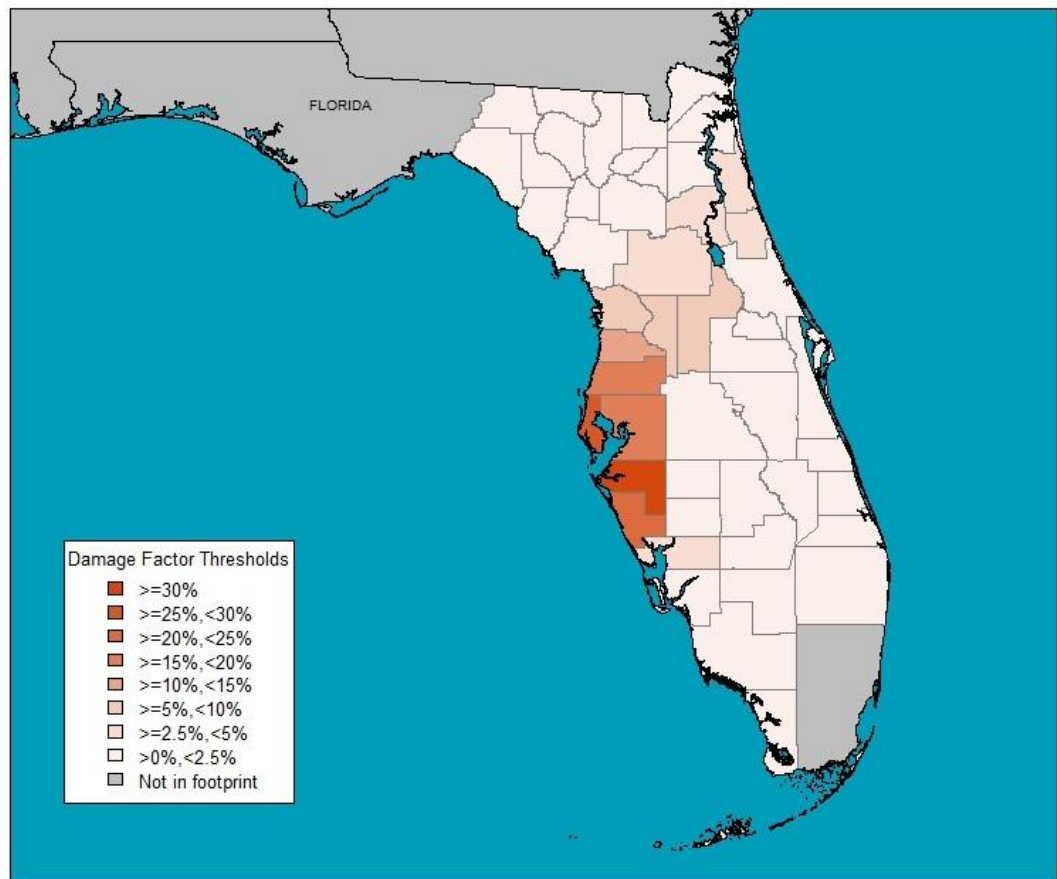 FLORIDA
Damage Factor Thresholds
>=30%
>=25%,<30%
>=20%,<25%
>=15%,<20%
>=10%,<15%
>=5%,<10%
>=2.5%,<5%
>0%,<2.5%
Not in footprint